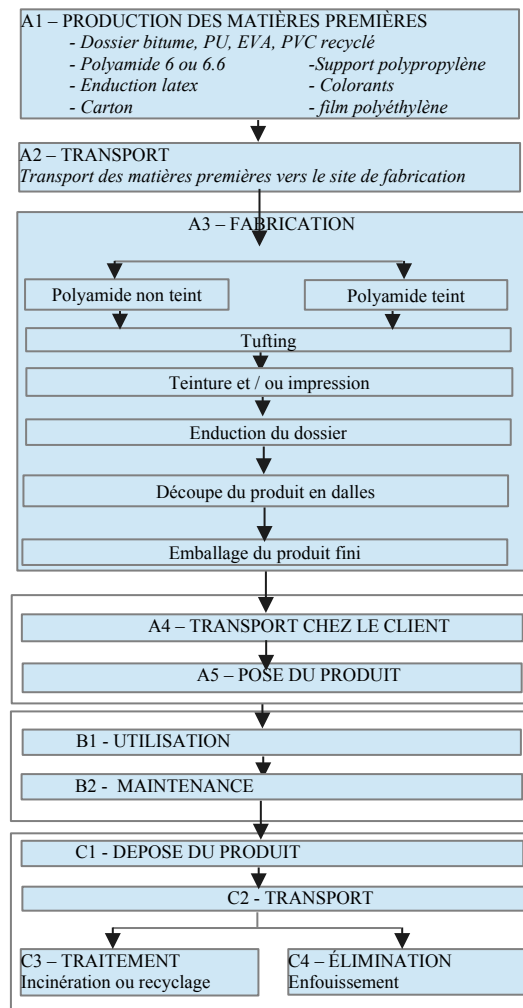 A1 – PRODUCTION DES MATIÈRES PREMIÈRES
- Dossier bitume, PU, EVA, PVC recyclé
- Polyamide 6 ou 6.6 -Support polypropylène
- Enduction latex - Colorants
- Carton - film polyéthylène
A2 – TRANSPORT
Transport des matières premières vers le site de fabrication
A3 – FABRICATION
Polyamide non teint
Polyamide teint
Tufting
Teinture et / ou impression
Enduction du dossier
Découpe du produit en dalles
Emballage du produit fini
A4 – TRANSPORT CHEZ LE CLIENT
A5 – POSE DU PRODUIT
B1 - UTILISATION
B2 - MAINTENANCE
C1 - DEPOSE DU PRODUIT
C2 - TRANSPORT
C3 – TRAITEMENT
Incinération ou recyclage
C4 – ÉLIMINATION
Enfouissement